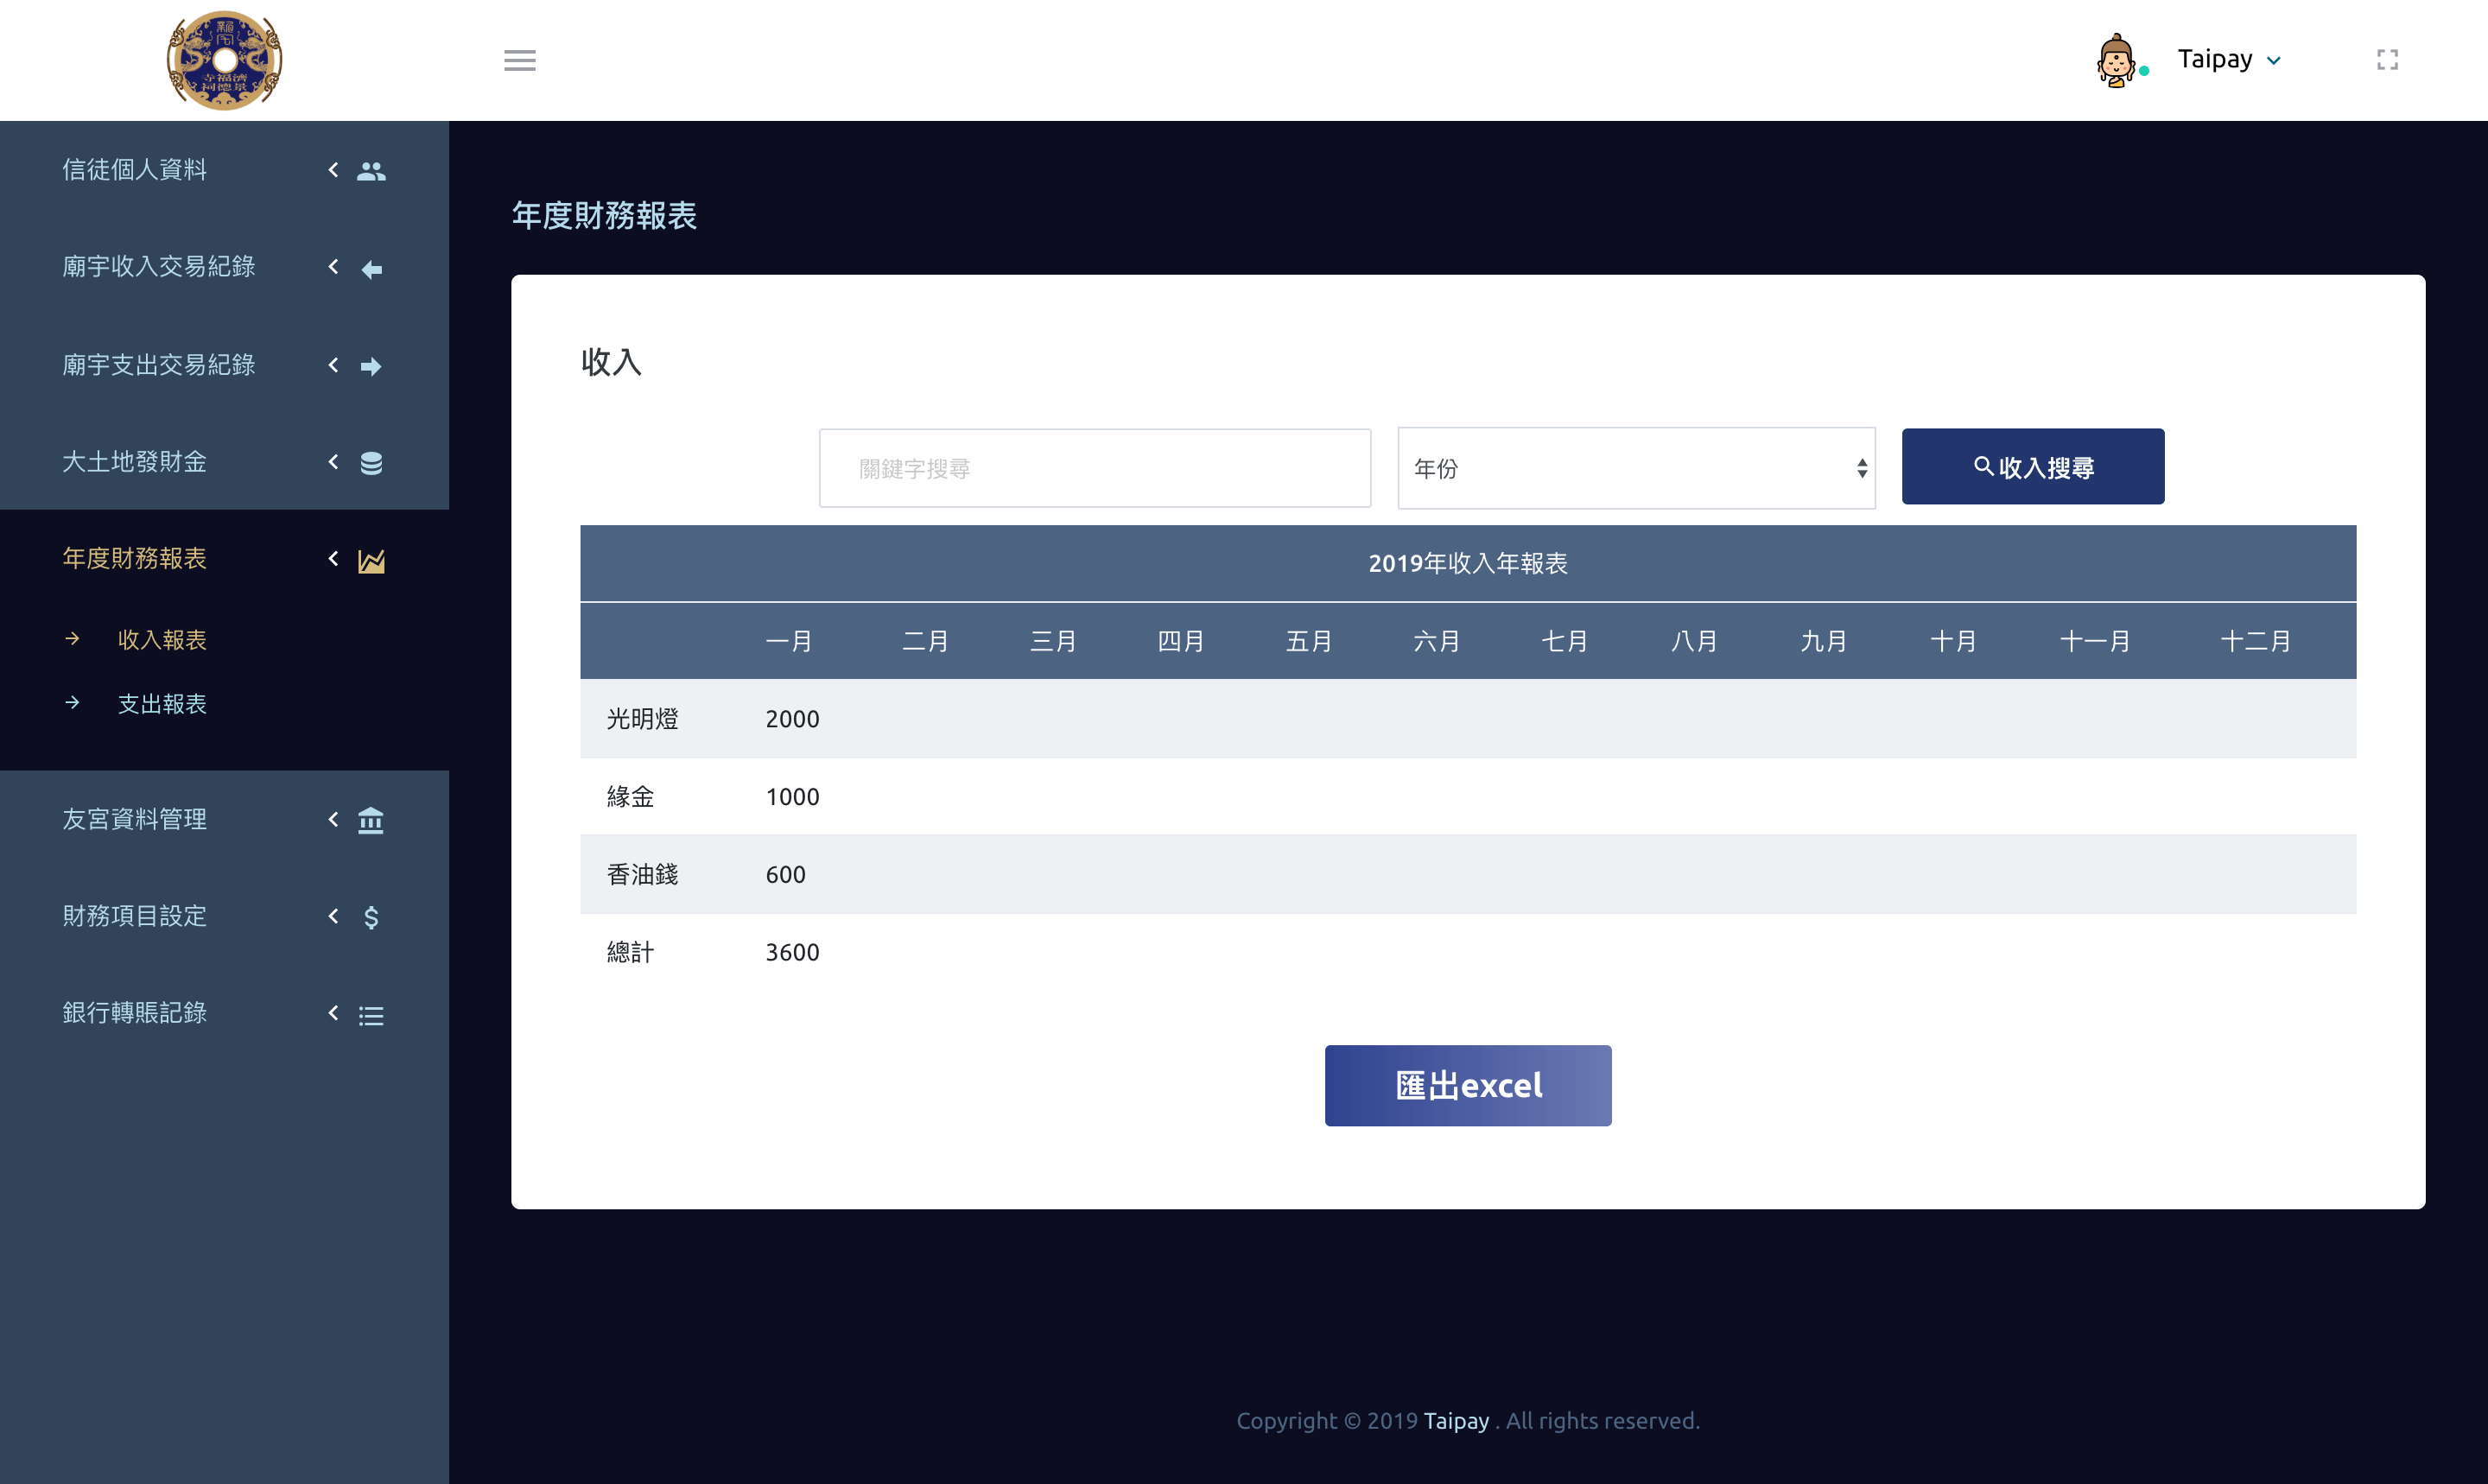 Taipay
信徒個人資料
廟宇收入交易紀錄
廟宇支出交易紀錄
大土地發財金
年度財務報表
收入報表
支出報表
友宮資料管理
財務項目設定
銀行轉賬記錄
年度財務報表
收入
關鍵字搜尋
年份
收入搜尋
2019年收入年報表
一月 二月 三月 四月 五月 六月 七月 八月 九月 十月 十一月 十二月
光明燈 2000
緣金 1000
香油錢 600
總計 3600
匯出excel
Copyright © 2019 Taipay . All rights reserved.